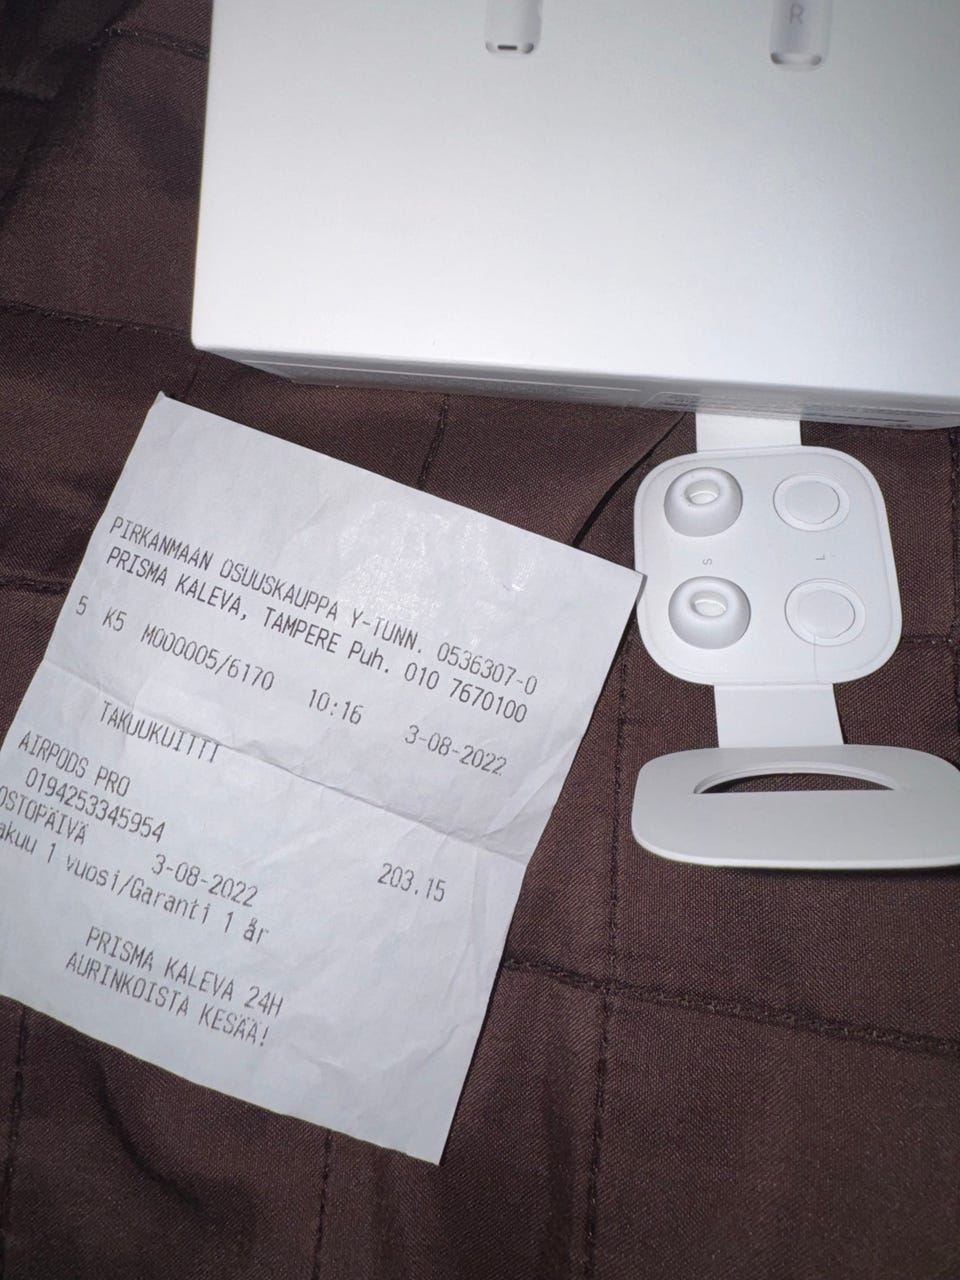 R
PIRKANMAAN OSUUSKAUPPA Y-TUNN. 0536307-0
PRISMA KALEVA, TAMPERE Puh. 010 7670100
5 K5 M000005/6170 10:16 3-08-2022
TAKUUKUITTI
AIRPODS PRO
0194253345954 203.15
OSTOPÄIVÄ 3-08-2022
akuu 1 vuosi/Garanti 1 år
PRISMA KALEVA 24H
AURINKOISTA KESÄÄ!
S L